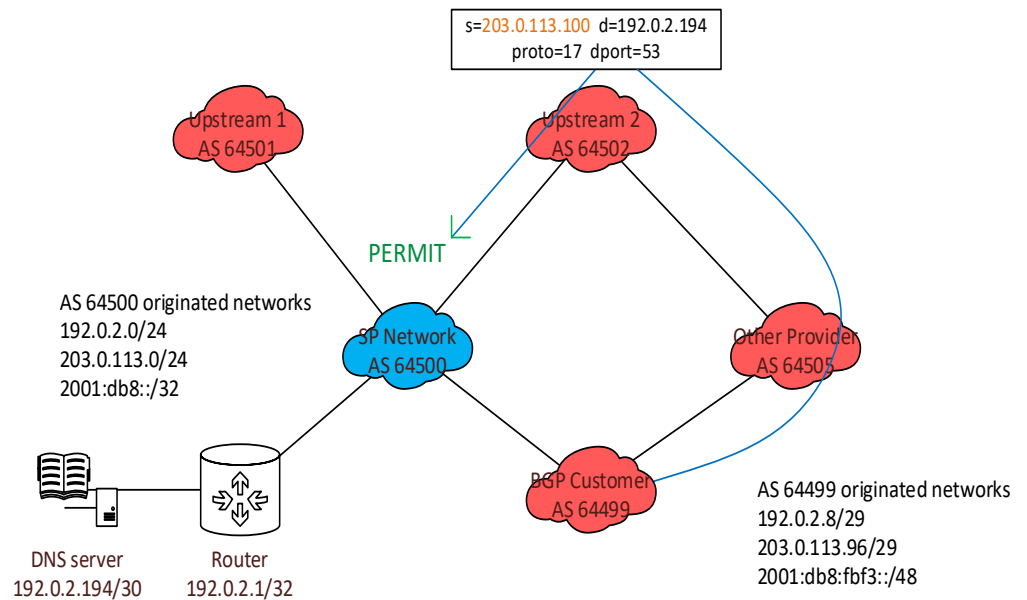 s=203.0.113.100 d=192.0.2.194
proto=17 dport=53
Upstream 1
AS 64501
Upstream 2
AS 64502
PERMIT
AS 64500 originated networks
192.0.2.0/24
203.0.113.0/24
2001:db8::/32
SP Network
AS 64500
Other Provider
AS 64505
BGP Customer
AS 64499
AS 64499 originated networks
192.0.2.8/29
203.0.113.96/29
2001:db8:fbf3::/48
DNS server
192.0.2.194/30
Router
192.0.2.1/32